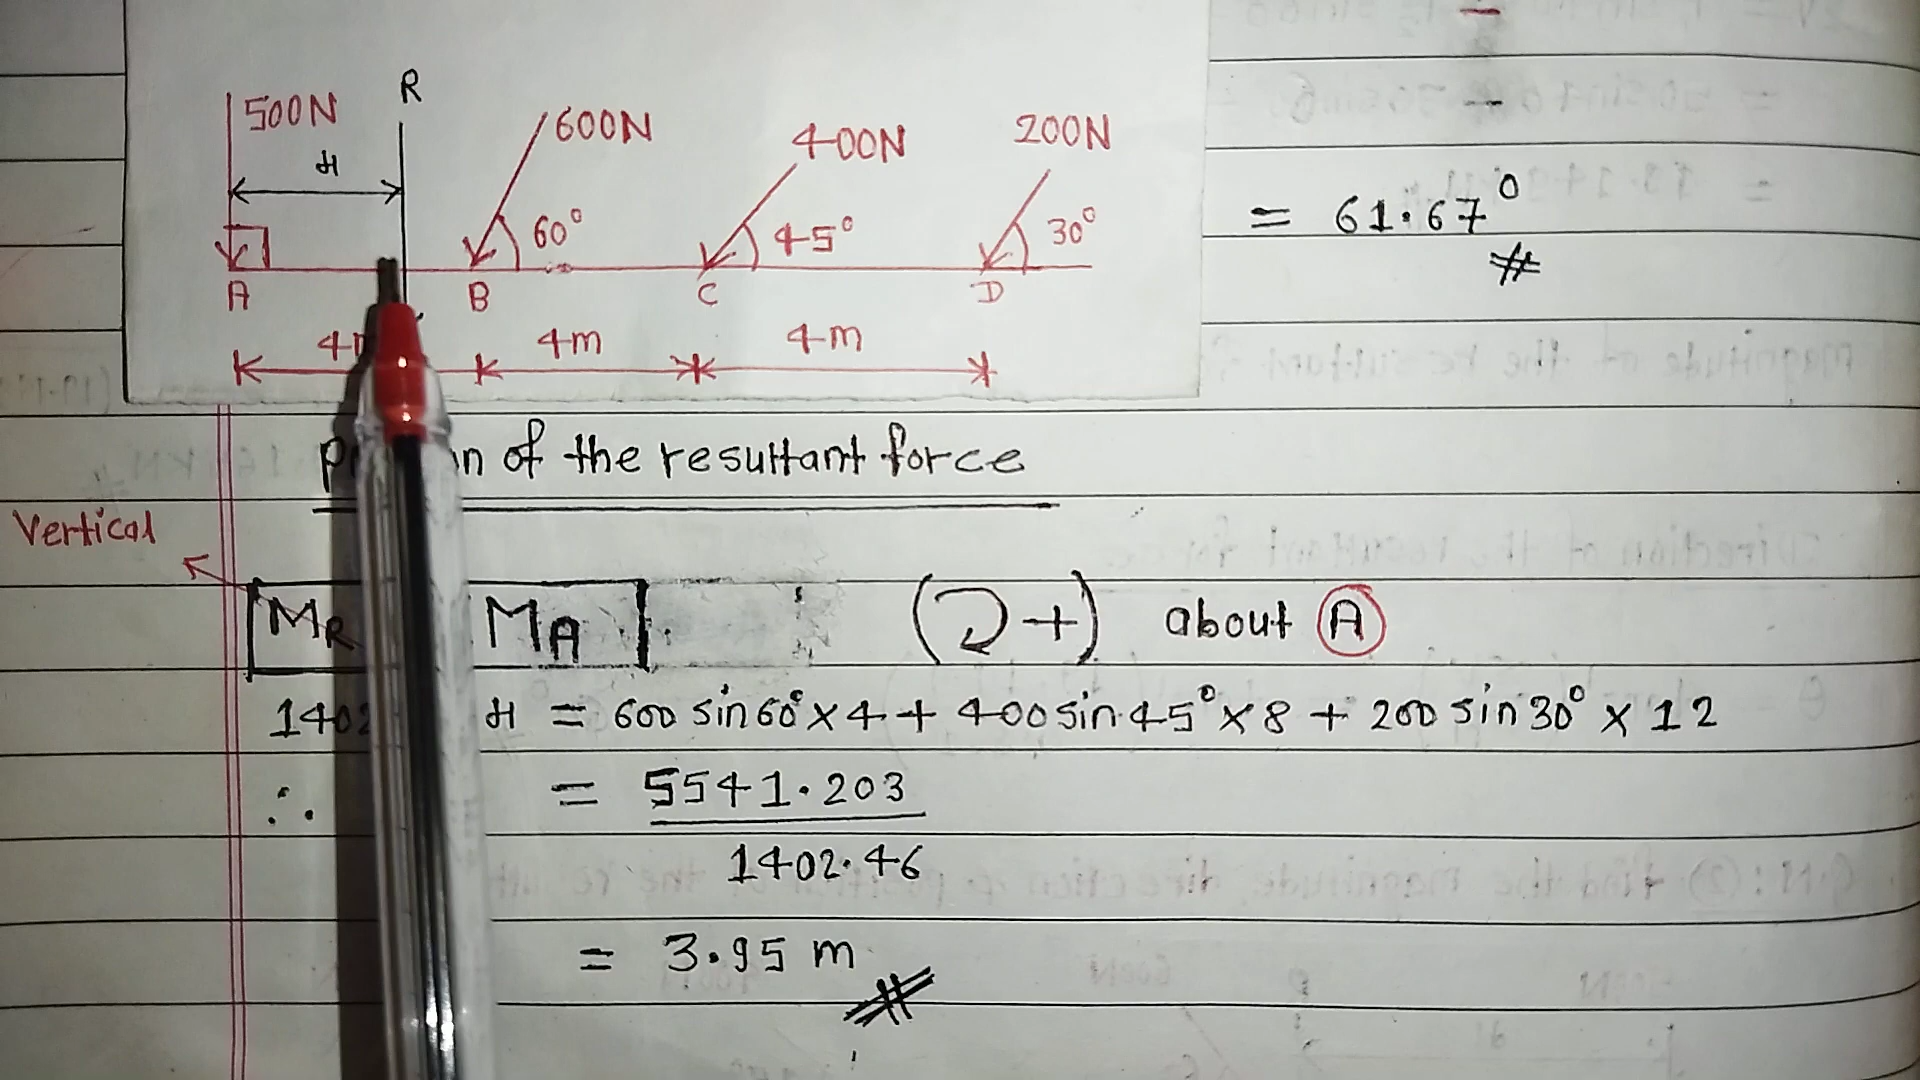 500N
R
x
600N
400N
200N
60°
45°
30°
A B C D
4m 4m
= 61.67°
of the resultant force
Vertical
MR MA (+) about A
x = 600 sin 60° × 4 + 400 sin 45° × 8 + 200 sin 30° × 12
∴ = 5541.203
1402.46
= 3.95 m